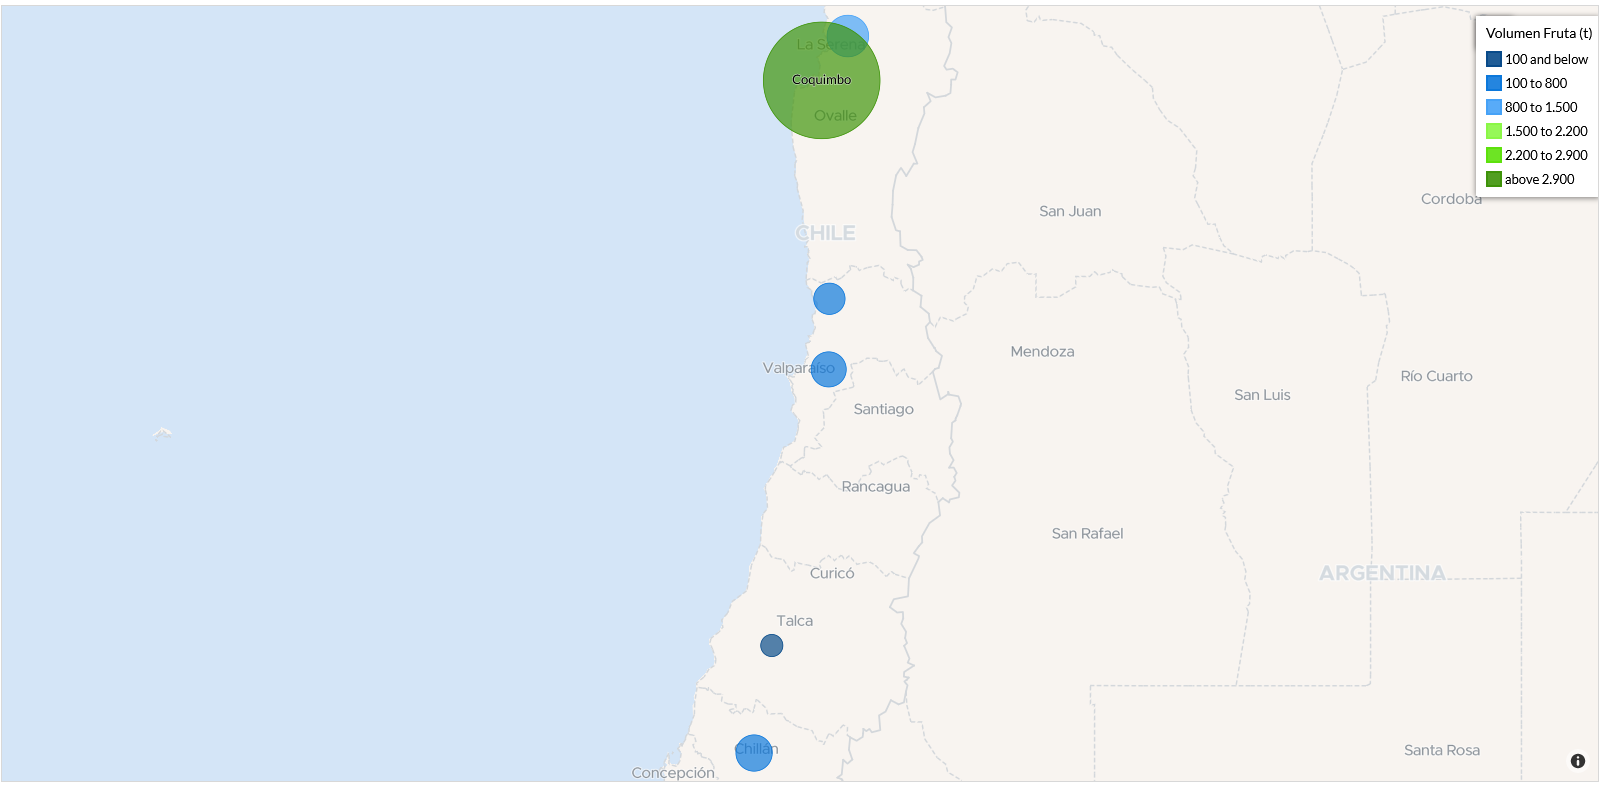 Volumen Fruta (t)
100 and below
100 to 800
800 to 1.500
1.500 to 2.200
2.200 to 2.900
above 2.900
La Serena
Coquimbo
Ovalle
Cordoba
San Juan
CHILE
Mendoza
Valparaíso
Río Cuarto
San Luis
Santiago
Rancagua
San Rafael
Curicó
ARGENTINA
Talca
Chillán
Santa Rosa
Concepción